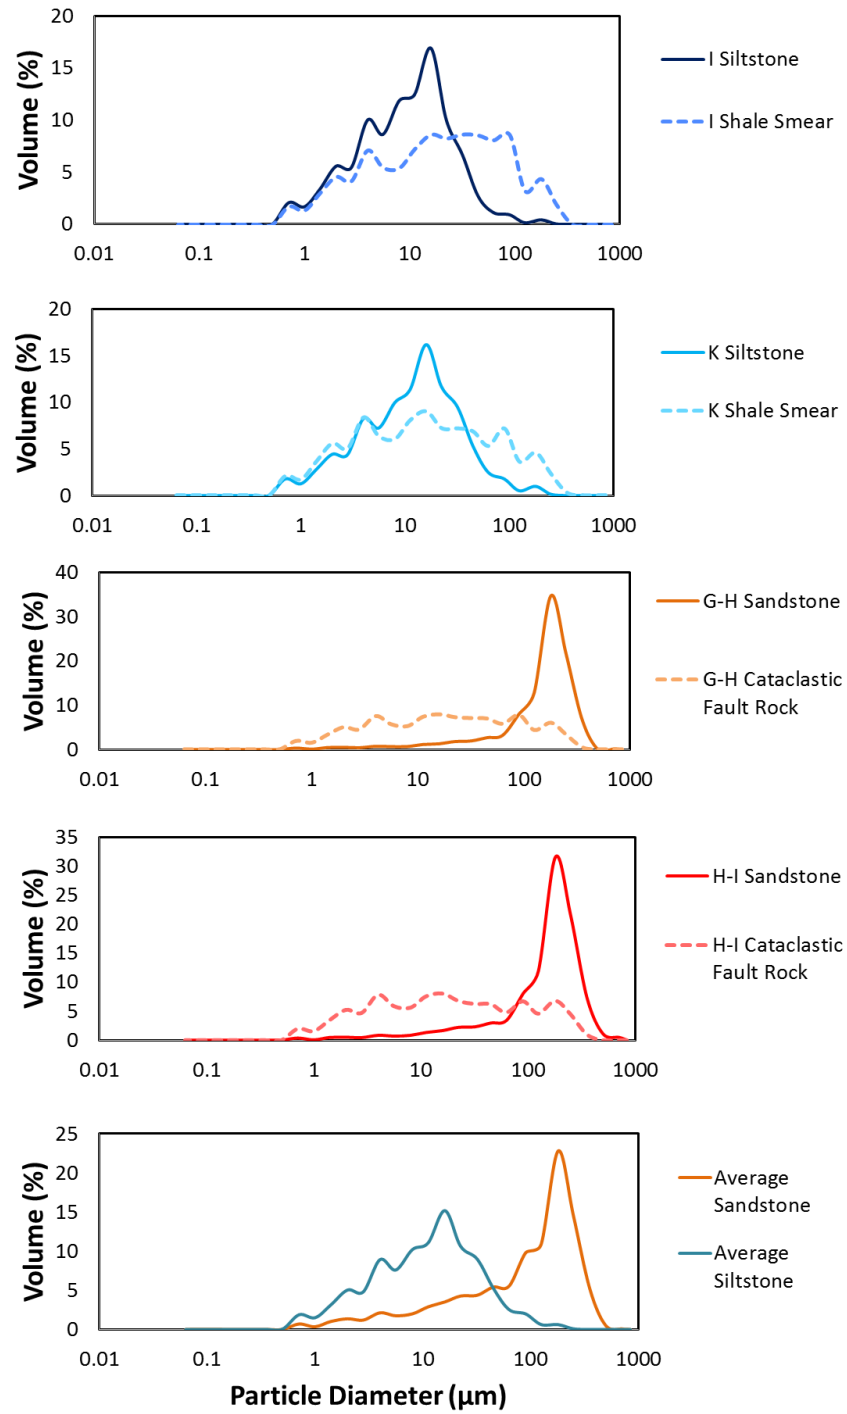 20
15
10
5
0
Volume (%)
0.01 0.1 1 10 100 1000
I Siltstone
I Shale Smear
20
15
10
5
0
Volume (%)
0.01 0.1 1 10 100 1000
K Siltstone
K Shale Smear
40
30
20
10
0
Volume (%)
0.01 0.1 1 10 100 1000
G-H Sandstone
G-H Cataclastic
Fault Rock
35
30
25
20
15
10
5
0
Volume (%)
0.01 0.1 1 10 100 1000
H-I Sandstone
H-I Cataclastic
Fault Rock
25
20
15
10
5
0
Volume (%)
0.01 0.1 1 10 100 1000
Average
Sandstone
Average
Siltstone
Particle Diameter (μm)